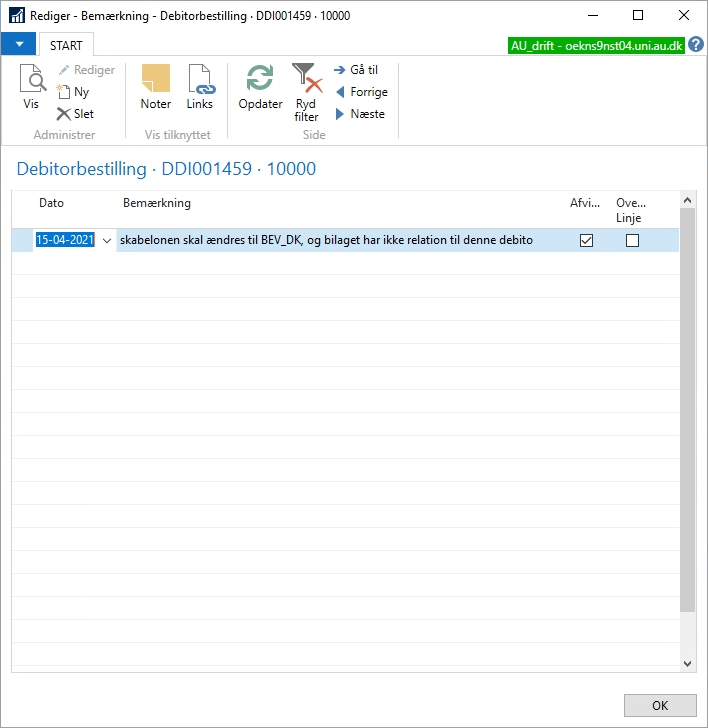 Rediger - Bemærkning - Debitorbestilling · DDI001459 · 10000
START
AU_drift - oekns9nst04.uni.au.dk
?
Vis
Rediger
Ny
Slet
Administrer
Noter
Links
Vis tilknyttet
Opdater
Ryd
filter
Gå til
Forrige
Næste
Side
Debitorbestilling · DDI001459 · 10000
Dato
Bemærkning
Afvi...
Ove...
Linje
15-04-2021
skabelonen skal ændres til BEV_DK, og bilaget har ikke relation til denne debito
OK